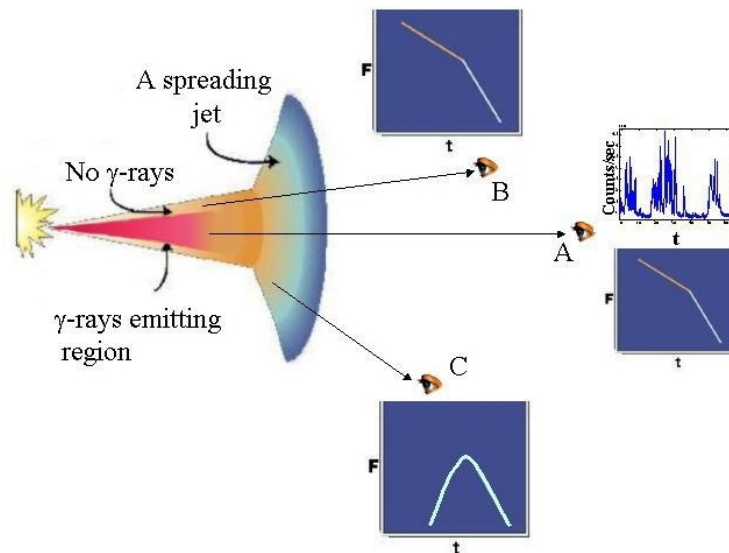 A spreading
jet
No γ-rays
γ-rays emitting
region
F
t
B
A
Counts/sec
t
F
t
C
F
t